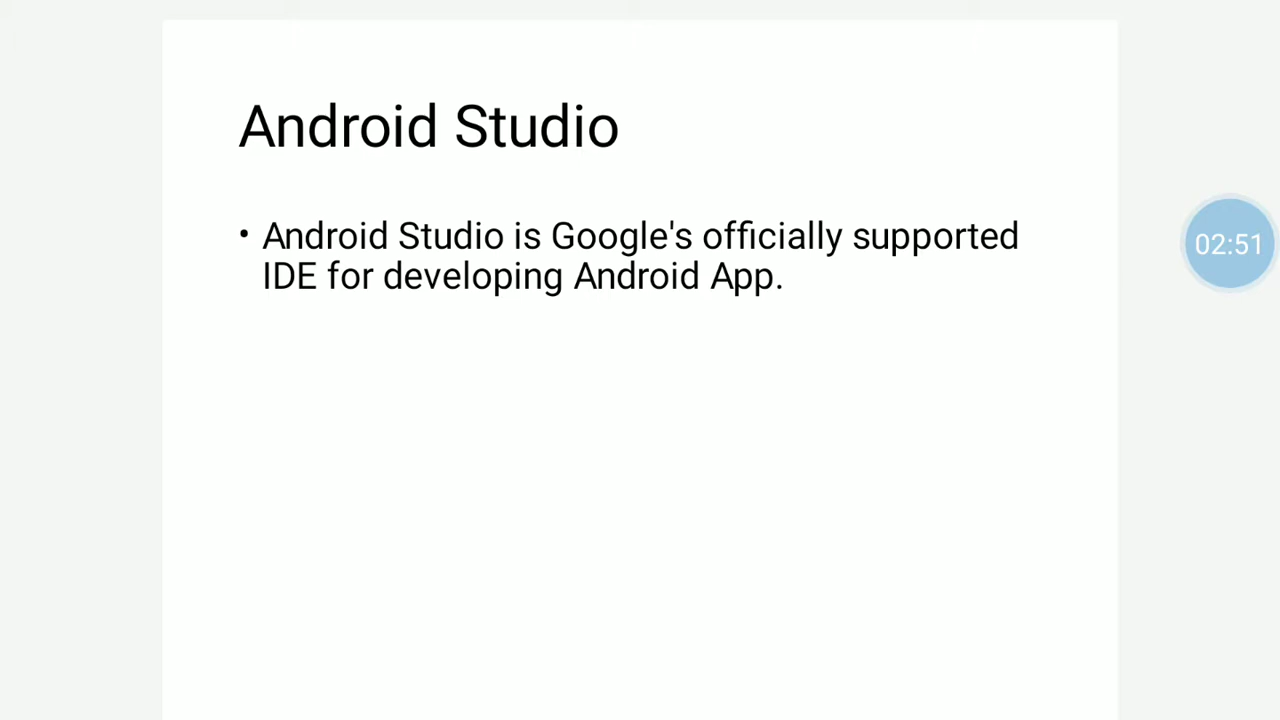 Android Studio
• Android Studio is Google's officially supported
IDE for developing Android App.
02:51